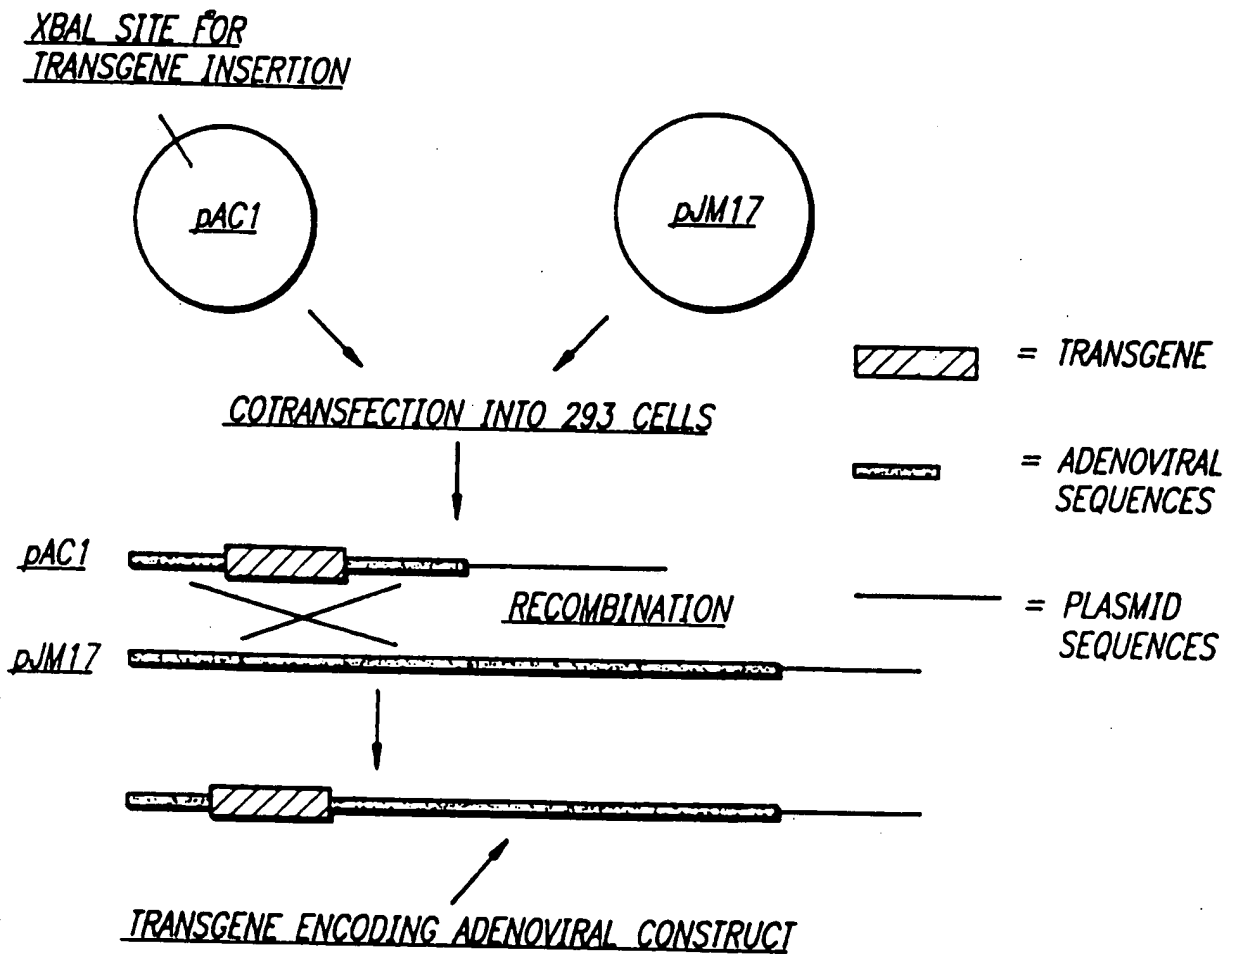 XBAL SITE FOR
TRANSGENE INSERTION
pAC1
pJM17
COTRANSFECTION INTO 293 CELLS
= TRANSGENE
= ADENOVIRAL
SEQUENCES
= PLASMID
SEQUENCES
pAC1
RECOMBINATION
pJM17
TRANSGENE ENCODING ADENOVIRAL CONSTRUCT